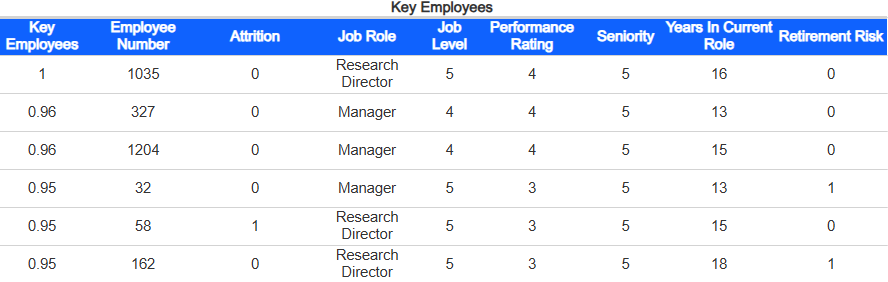 Key Employees
Key Employees Employee Number Attrition Job Role Job Level Performance Rating Seniority Years In Current Role Retirement Risk
1 1035 0 Research Director 5 4 5 16 0
0.96 327 0 Manager 4 4 5 13 0
0.96 1204 0 Manager 4 4 5 15 0
0.95 32 0 Manager 5 3 5 13 1
0.95 58 1 Research Director 5 3 5 15 0
0.95 162 0 Research Director 5 3 5 18 1